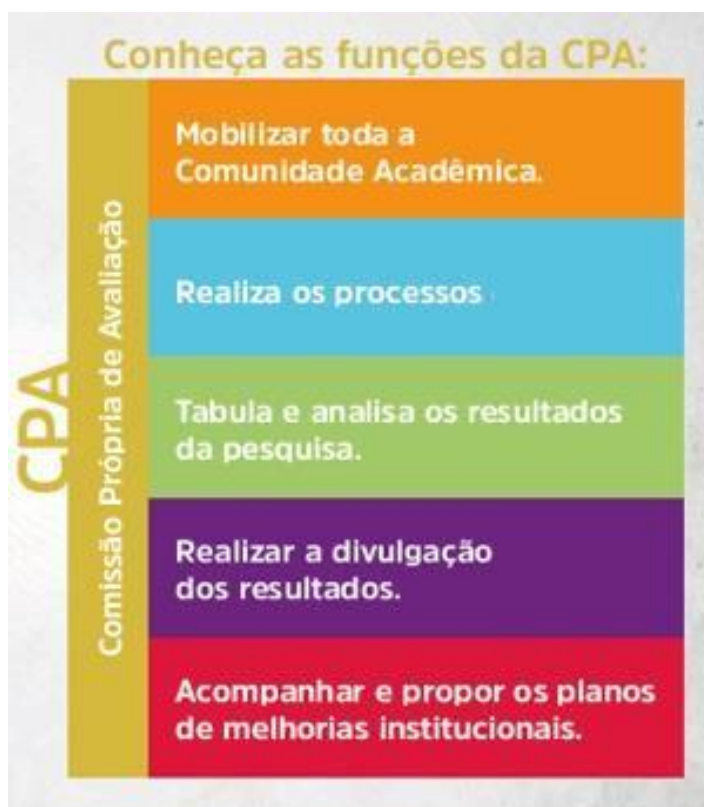 Conheça as funções da CPA:
CPA
Comissão Própria de Avaliação
Mobilizar toda a
Comunidade Acadêmica.
Realiza os processos
Tabula e analisa os resultados
da pesquisa.
Realizar a divulgação
dos resultados.
Acompanhar e propor os planos
de melhorias institucionais.